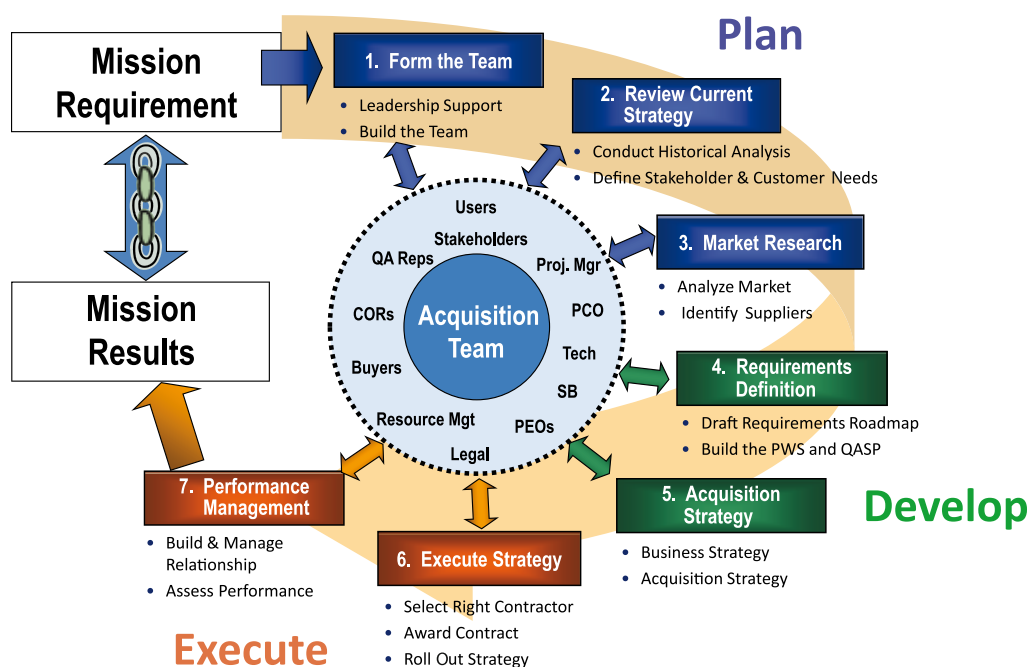 Plan
Mission
Requirement
1. Form the Team
• Leadership Support
• Build the Team
2. Review Current
Strategy
• Conduct Historical Analysis
• Define Stakeholder & Customer Needs
3. Market Research
• Analyze Market
• Identify Suppliers
Users
Stakeholders
QA Reps
Proj. Mgr
CORs
PCO
Acquisition
Team
Tech
Buyers
SB
Resource Mgt
PEOs
Legal
Mission
Results
4. Requirements
Definition
• Draft Requirements Roadmap
• Build the PWS and QASP
Develop
5. Acquisition
Strategy
• Business Strategy
• Acquisition Strategy
6. Execute Strategy
• Select Right Contractor
• Award Contract
• Roll Out Strategy
7. Performance
Management
• Build & Manage
Relationship
• Assess Performance
Execute